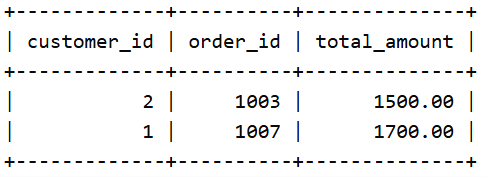 +-------------+----------+--------------+
| customer_id | order_id | total_amount |
+-------------+----------+--------------+
|           2 |     1003 |      1500.00 |
|           1 |     1007 |      1700.00 |
+-------------+----------+--------------+